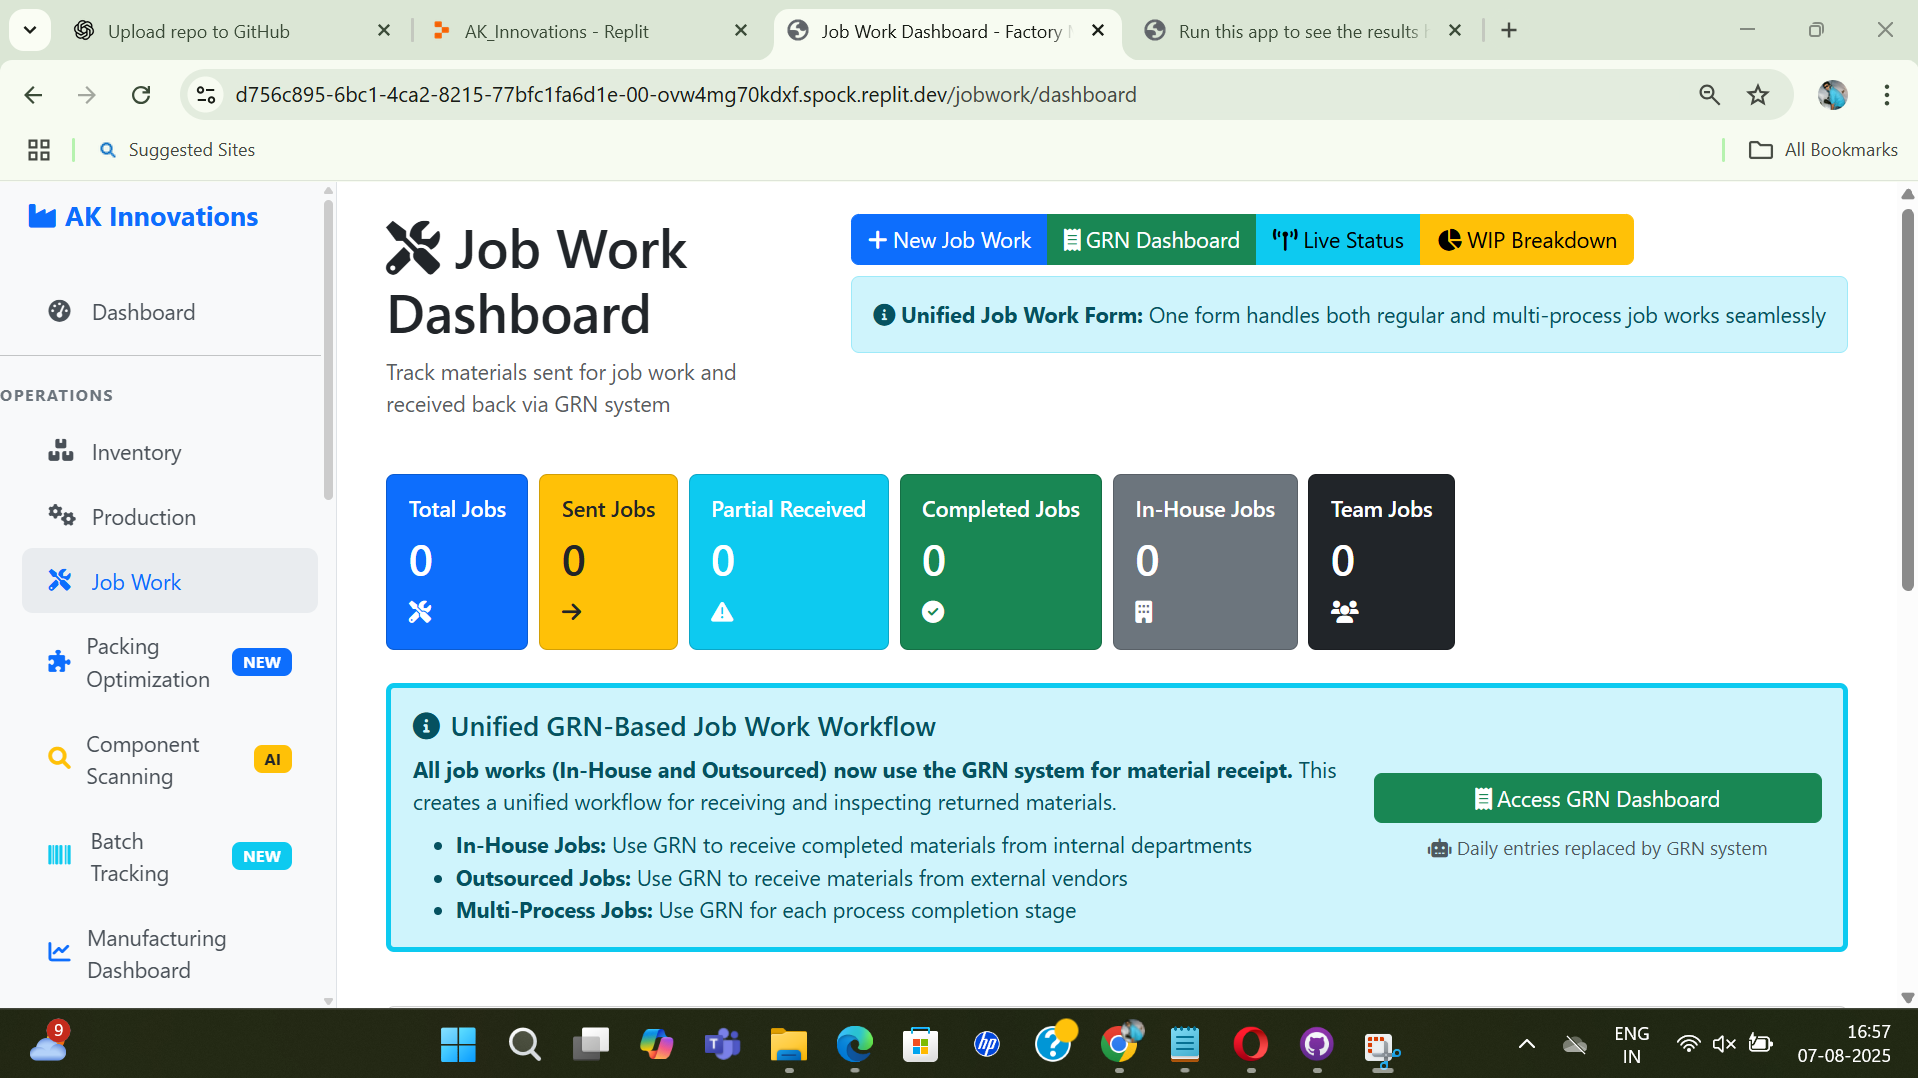 Upload repo to GitHub
AK_Innovations - Replit
Job Work Dashboard - Factory
Run this app to see the results
d756c895-6bc1-4ca2-8215-77bfc1fa6d1e-00-ovw4mg70kdxf.spock.replit.dev/jobwork/dashboard
Suggested Sites
All Bookmarks
AK Innovations
Dashboard
OPERATIONS
Inventory
Production
Job Work
Packing
Optimization
NEW
Component
Scanning
AI
Batch
Tracking
NEW
Manufacturing
Dashboard
Job Work
Dashboard
Track materials sent for job work and
received back via GRN system
New Job Work
GRN Dashboard
Live Status
WIP Breakdown
Unified Job Work Form: One form handles both regular and multi-process job works seamlessly
Total Jobs
0
Sent Jobs
0
Partial Received
0
Completed Jobs
0
In-House Jobs
0
Team Jobs
0
Unified GRN-Based Job Work Workflow
All job works (In-House and Outsourced) now use the GRN system for material receipt. This
creates a unified workflow for receiving and inspecting returned materials.
• In-House Jobs: Use GRN to receive completed materials from internal departments
• Outsourced Jobs: Use GRN to receive materials from external vendors
• Multi-Process Jobs: Use GRN for each process completion stage
Access GRN Dashboard
Daily entries replaced by GRN system
9
hp
ENG
IN
16:57
07-08-2025